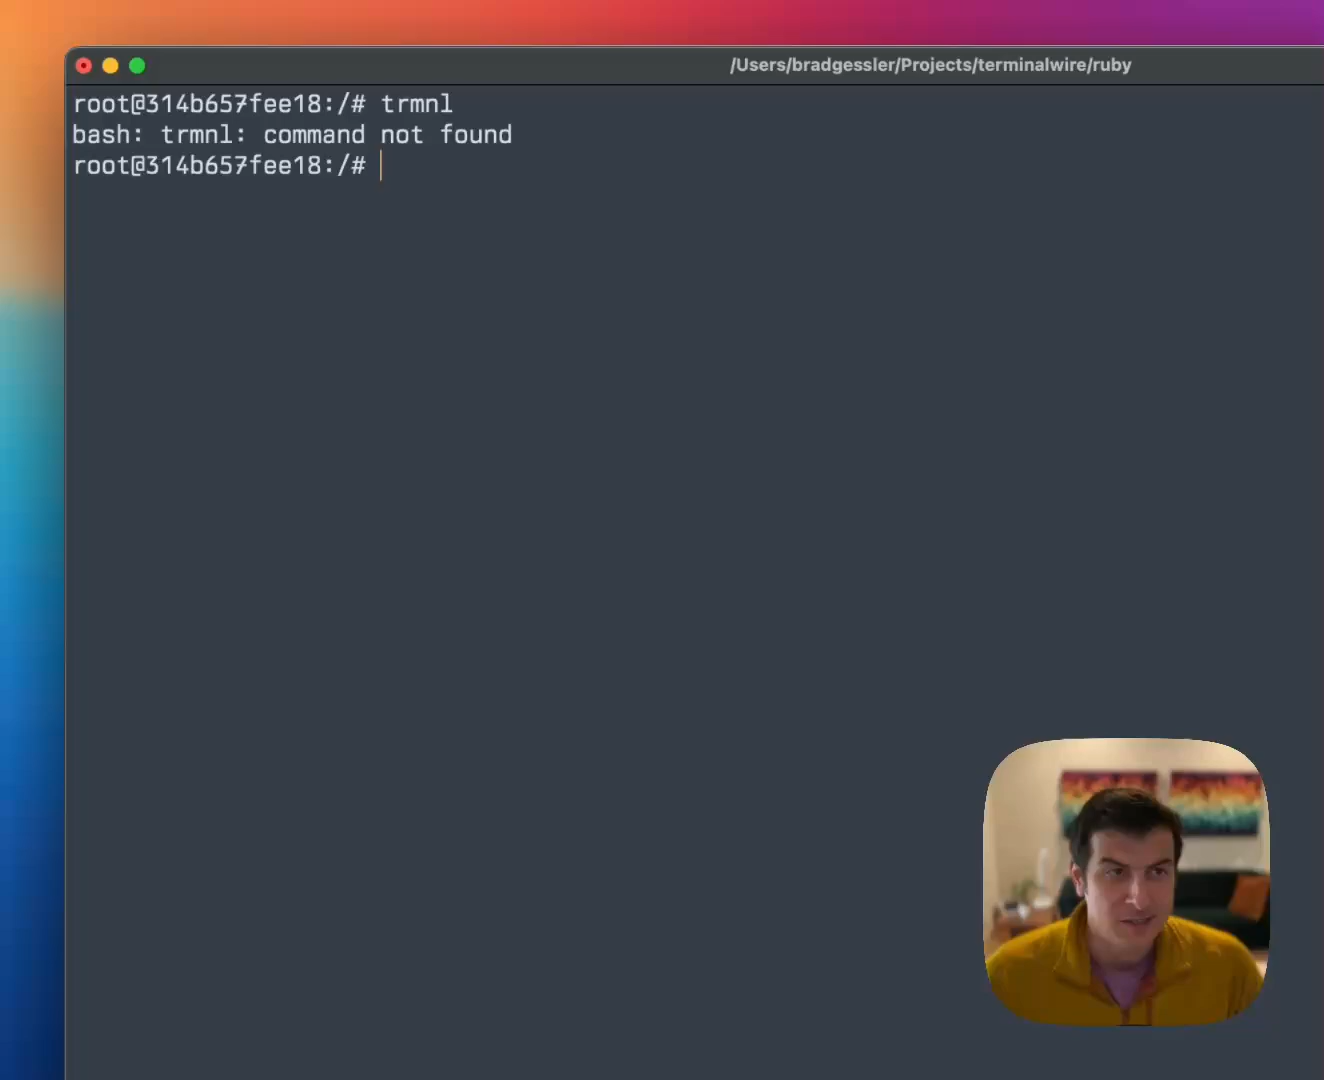 /Users/bradgessler/Projects/terminalwire/ruby
root@314b657fee18:/# trmnl
bash: trmnl: command not found
root@314b657fee18:/#